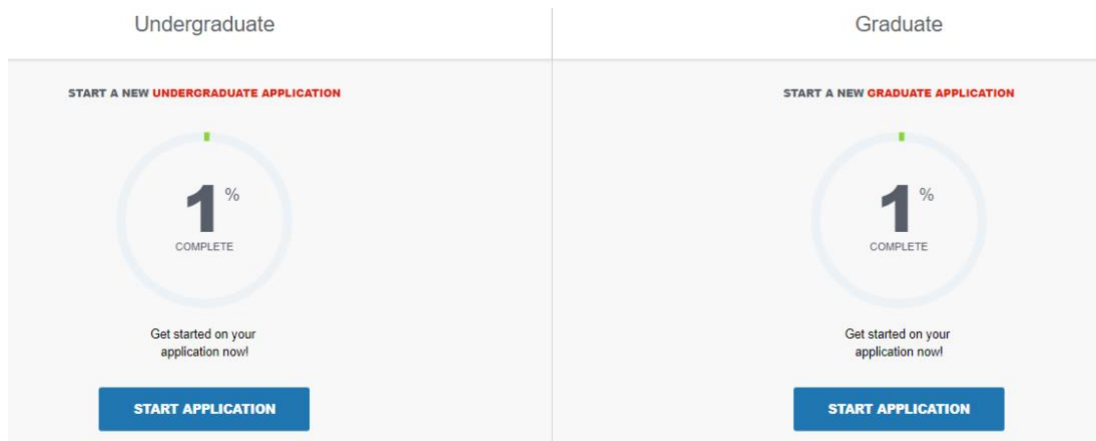 Undergraduate
START A NEW UNDERGRADUATE APPLICATION
1 %
COMPLETE
Get started on your
application now!
START APPLICATION
Graduate
START A NEW GRADUATE APPLICATION
1 %
COMPLETE
Get started on your
application now!
START APPLICATION